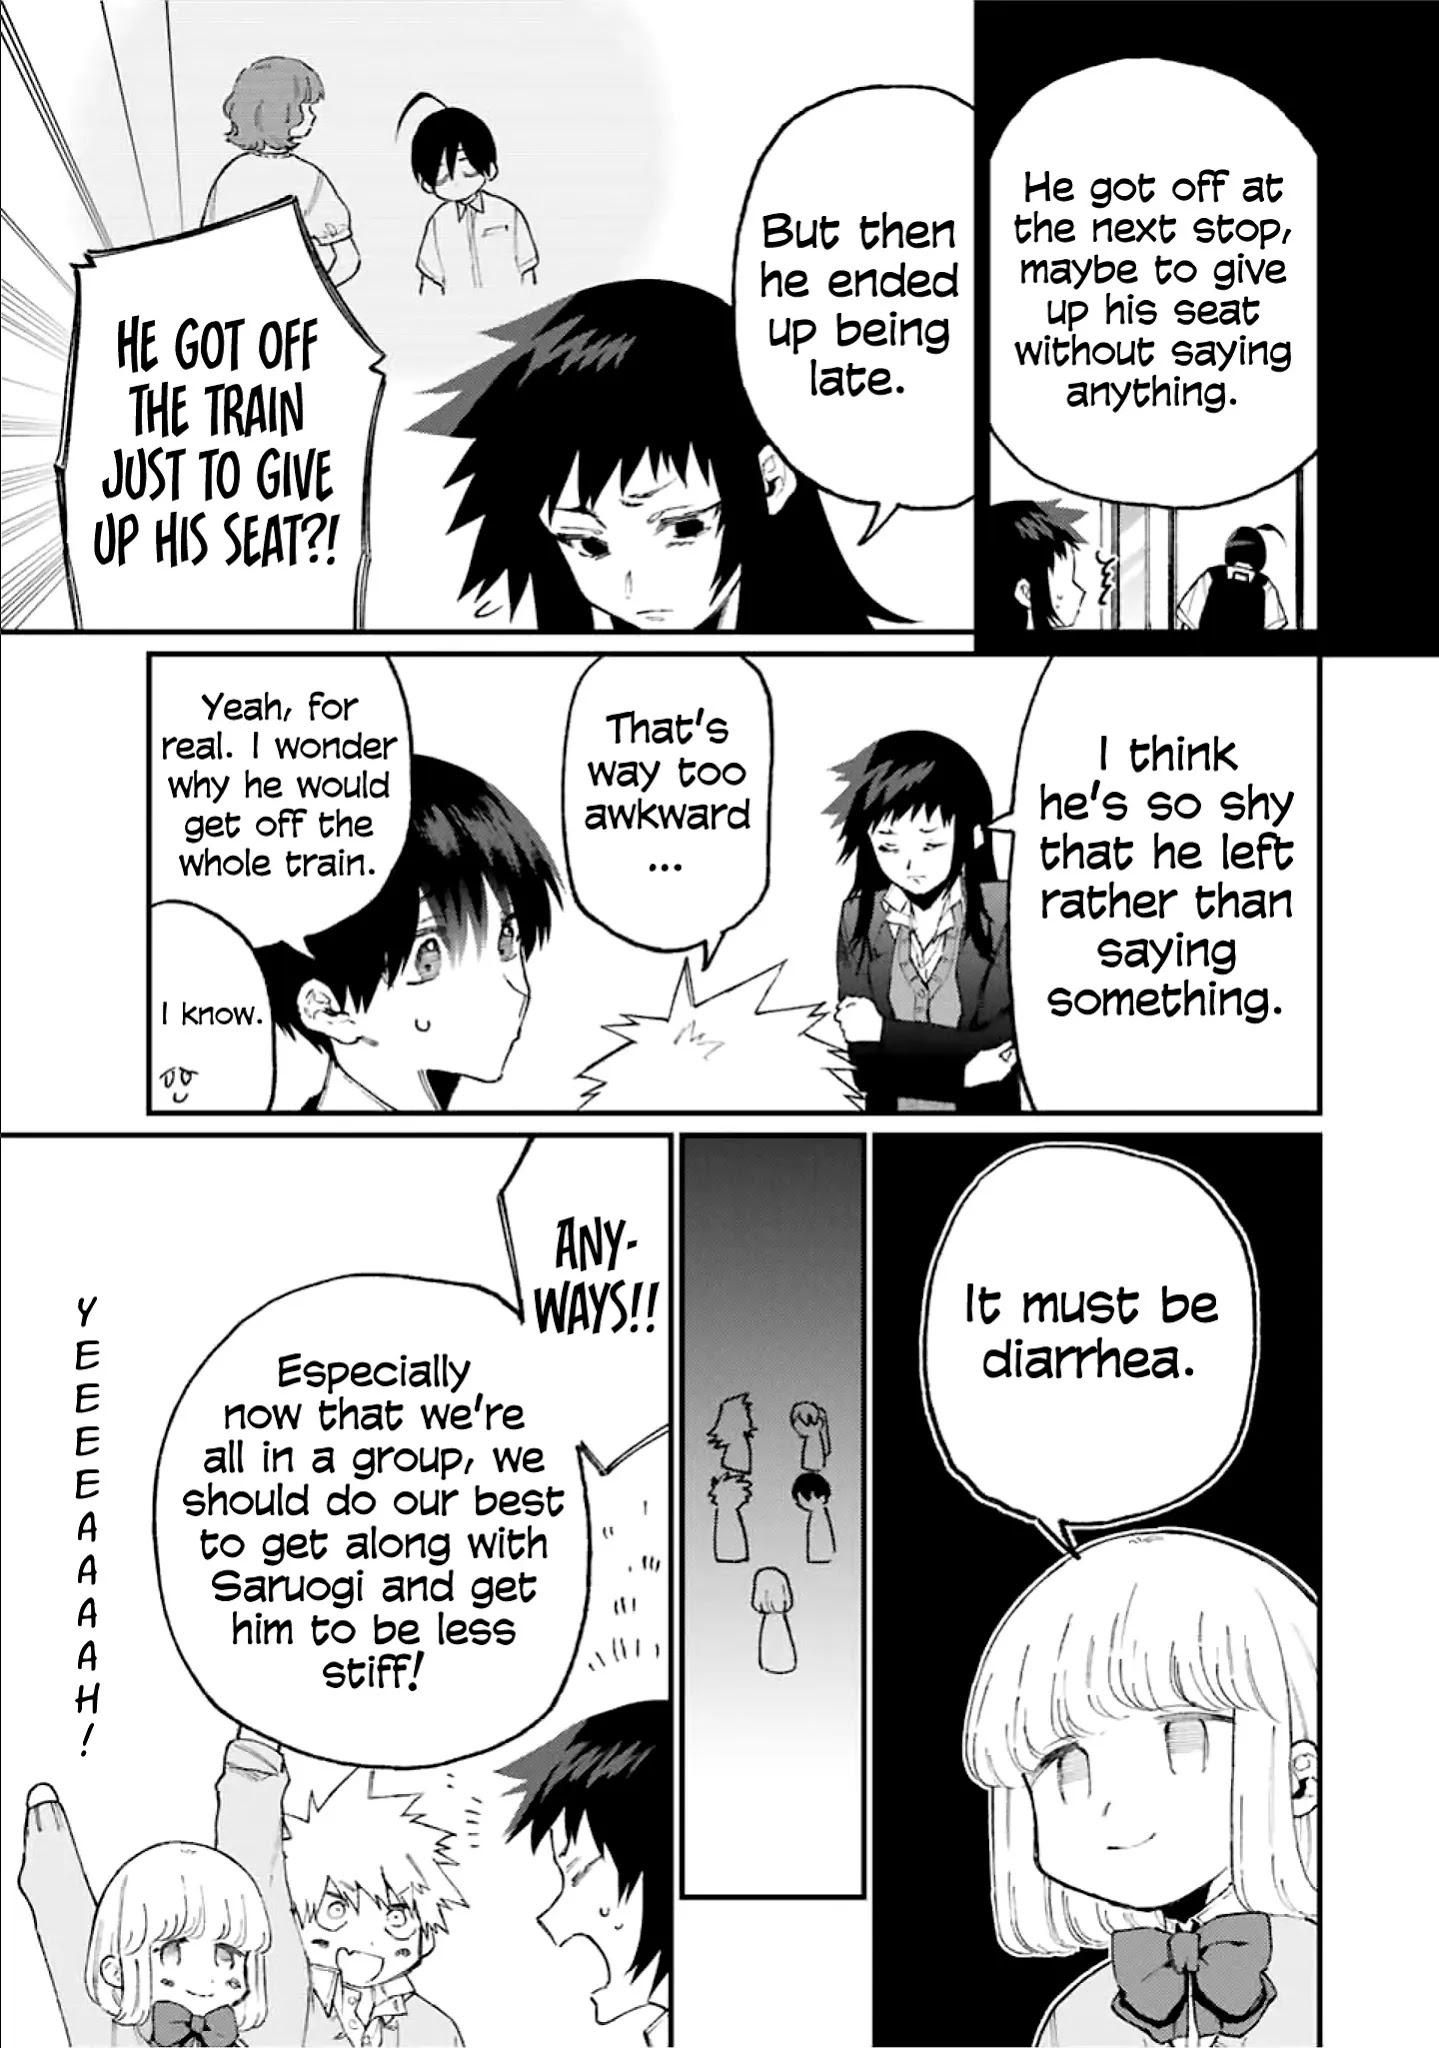 He got off at
the next stop,
maybe to give
up his seat
without saying
anything.
But then
he ended
up being
late.
HE GOT OFF
THE TRAIN
JUST TO GIVE
UP HIS SEAT?!
I think
he's so shy
that he left
rather than
saying
something.
That's
way too
awkward
...
Yeah, for
real. I wonder
why he would
get off the
whole train.
I know.
It must be
diarrhea.
ANY-
WAYS!!
Especially
now that we're
all in a group, we
should do our best
to get along with
Saruogi and get
him to be less
stiff!
YEEEEAAAAH!